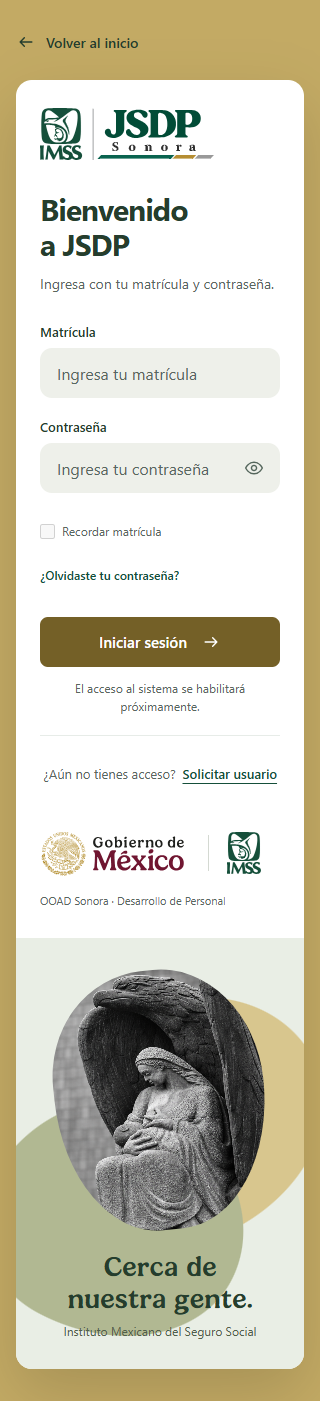 Volver al inicio
IMSS
JSDP
Sonora
Bienvenido
a JSDP
Ingresa con tu matrícula y contraseña.
Matrícula
Ingresa tu matrícula
Contraseña
Ingresa tu contraseña
Recordar matrícula
¿Olvidaste tu contraseña?
Iniciar sesión
El acceso al sistema se habilitará
próximamente.
¿Aún no tienes acceso? Solicitar usuario
Gobierno de
México
IMSS
OOAD Sonora · Desarrollo de Personal
Cerca de
nuestra gente.
Instituto Mexicano del Seguro Social